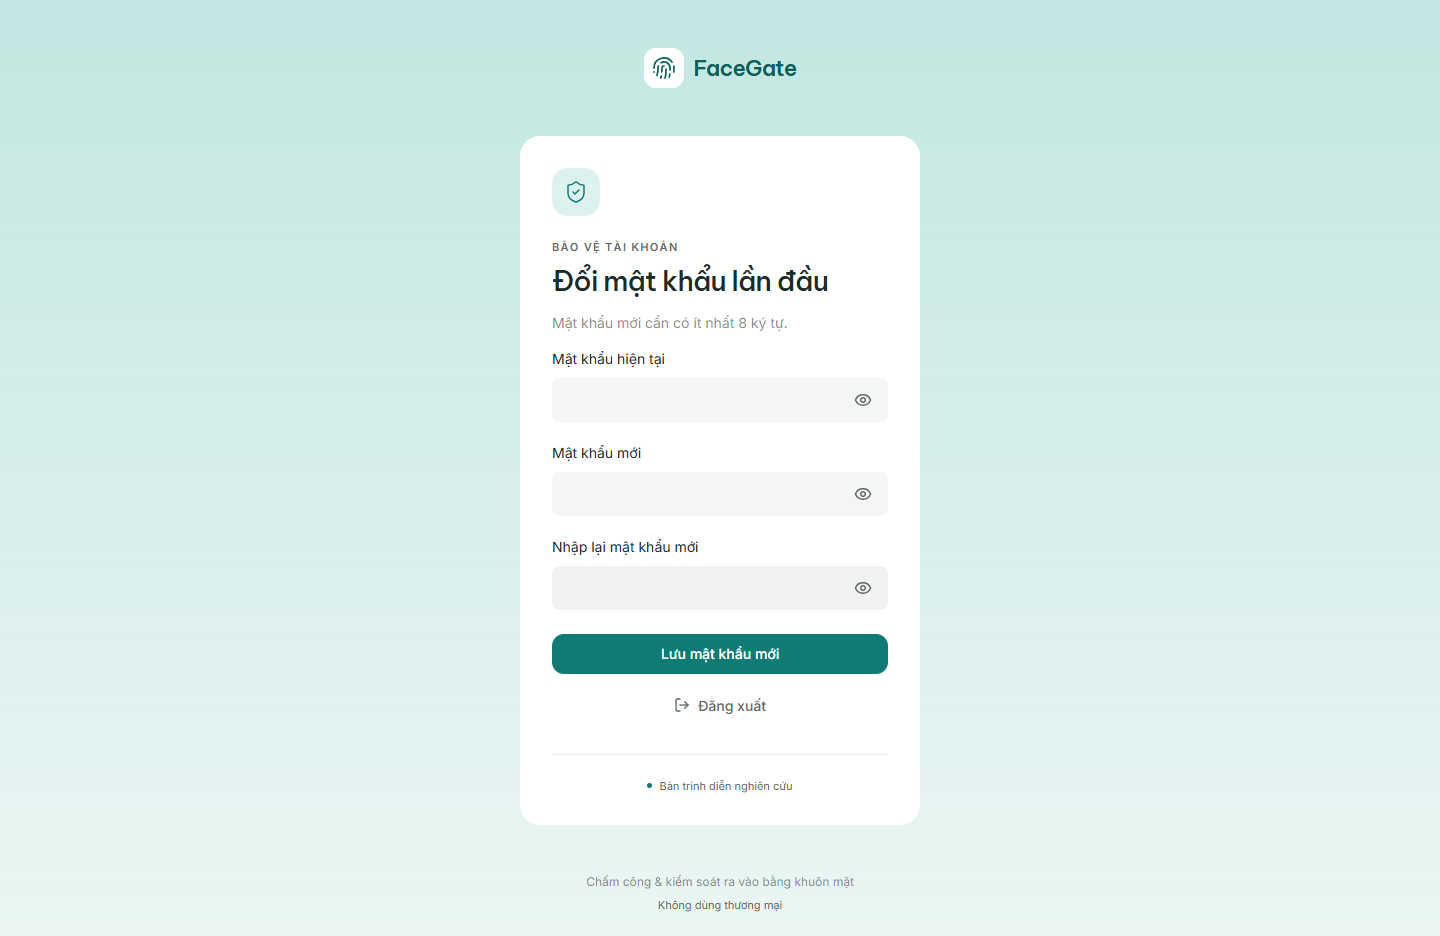 FaceGate
BẢO VỆ TÀI KHOẢN
Đổi mật khẩu lần đầu
Mật khẩu mới cần có ít nhất 8 ký tự.
Mật khẩu hiện tại
Mật khẩu mới
Nhập lại mật khẩu mới
Lưu mật khẩu mới
Đăng xuất
Bản trình diễn nghiên cứu
Chấm công & kiểm soát ra vào bằng khuôn mặt
Không dùng thương mại